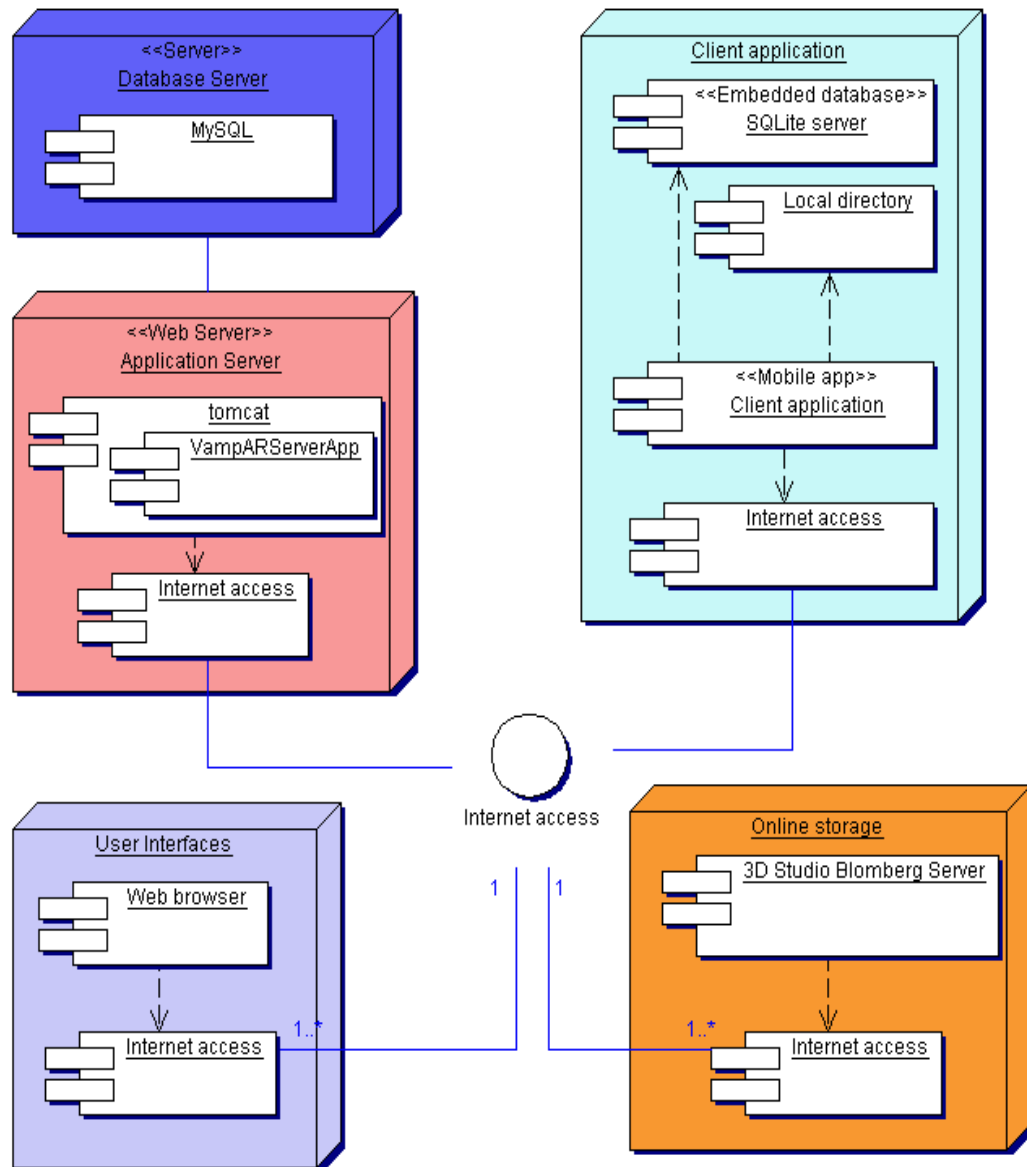 <<Server>>
Database Server
MySQL
<<Web Server>>
Application Server
tomcat
VampARServerApp
Internet access
Client application
<<Embedded database>>
SQLite server
Local directory
<<Mobile app>>
Client application
Internet access
Internet access
User Interfaces
Web browser
Internet access
1..*
1
1
Online storage
3D Studio Blomberg Server
1..*
Internet access